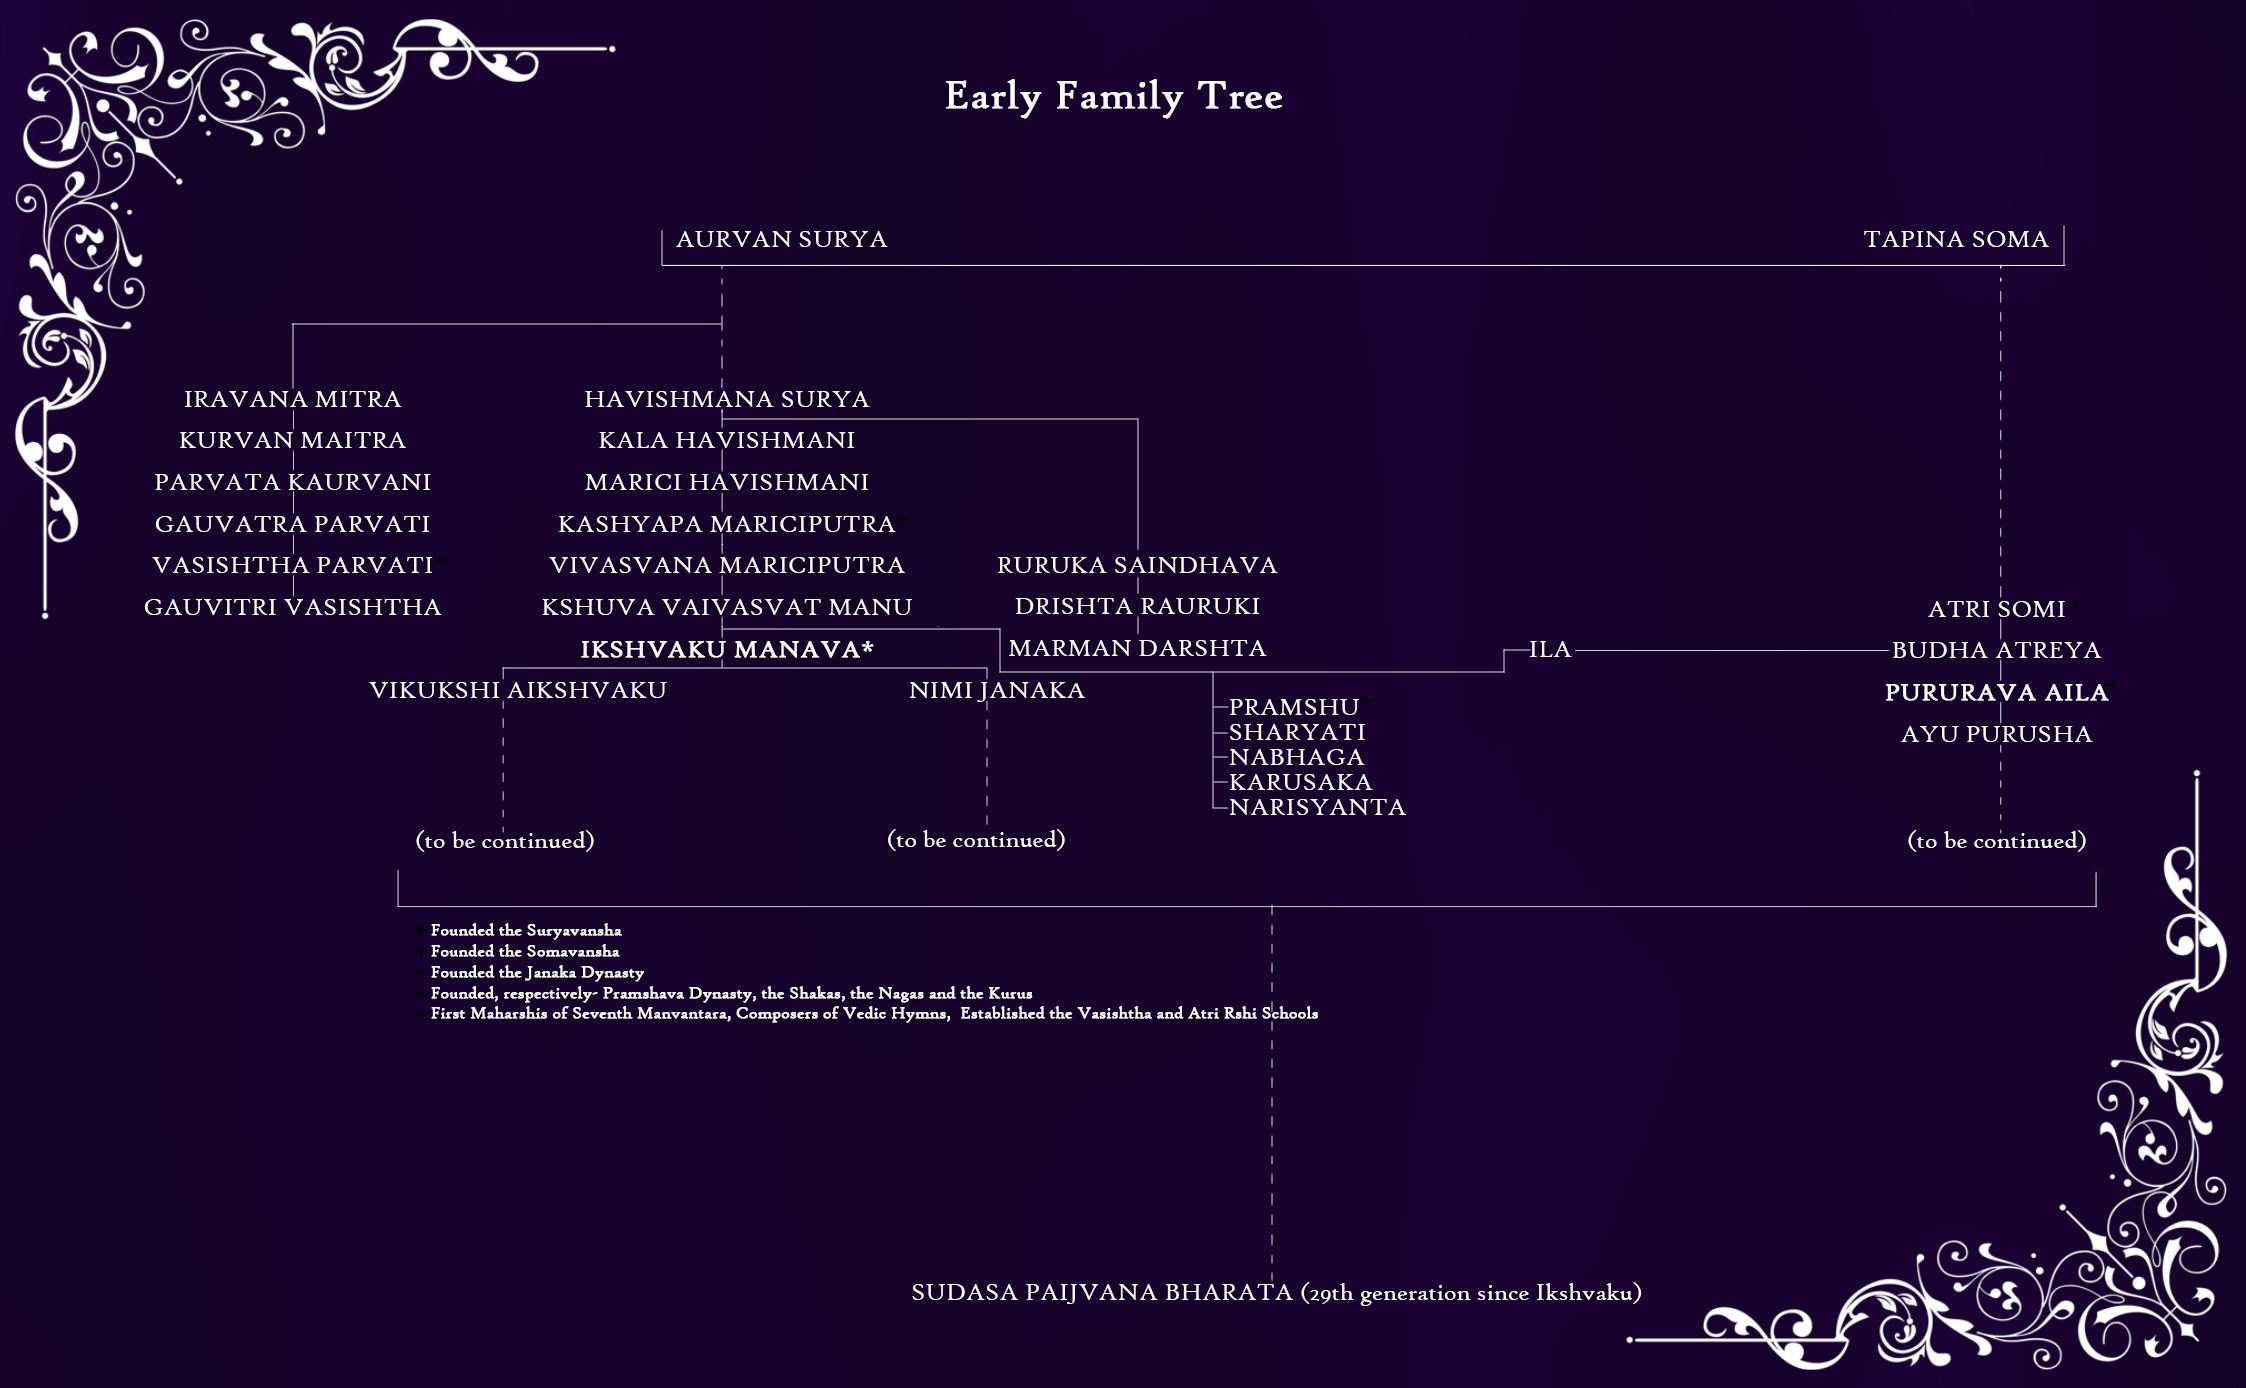 Early Family Tree
AURVAN SURYA
TAPINA SOMA
IRAVANA MITRA
HAVISHMANA SURYA
KURVAN MAITRA
KALA HAVISHMANI
PARVATA KAURVANI
MARICI HAVISHMANI
GAUVATRA PARVATI
KASHYAPA MARICIPUTRA˅
VASISHTHA PARVATI˅
VIVASVANA MARICIPUTRA
RURUKA SAINDHAVA
GAUVITRI VASISHTHA
KSHUVA VAIVASVAT MANU
DRISHTA RAURUKI
ATRI SOMI˅
IKSHVAKU MANAVA*
MARMAN DARSHTA
ILA
BUDHA ATREYA
VIKUKSHI AIKSHVAKU
NIMI JANAKA
PURURAVA AILA+
PRAMSHU^
SHARYATI
AYU PURUSHA
NABHAGA
KARUSAKA
NARISYANTA
(to be continued)
(to be continued)
(to be continued)
* Founded the Suryavansha
+ Founded the Somavansha
- Founded the Janaka Dynasty
^ Founded, respectively- Pramshava Dynasty, the Shakas, the Nagas and the Kurus
˅ First Maharshis of Seventh Manvantara, Composers of Vedic Hymns, Established the Vasishtha and Atri Rshi Schools
SUDASA PAIJVANA BHARATA (29th generation since Ikshvaku)